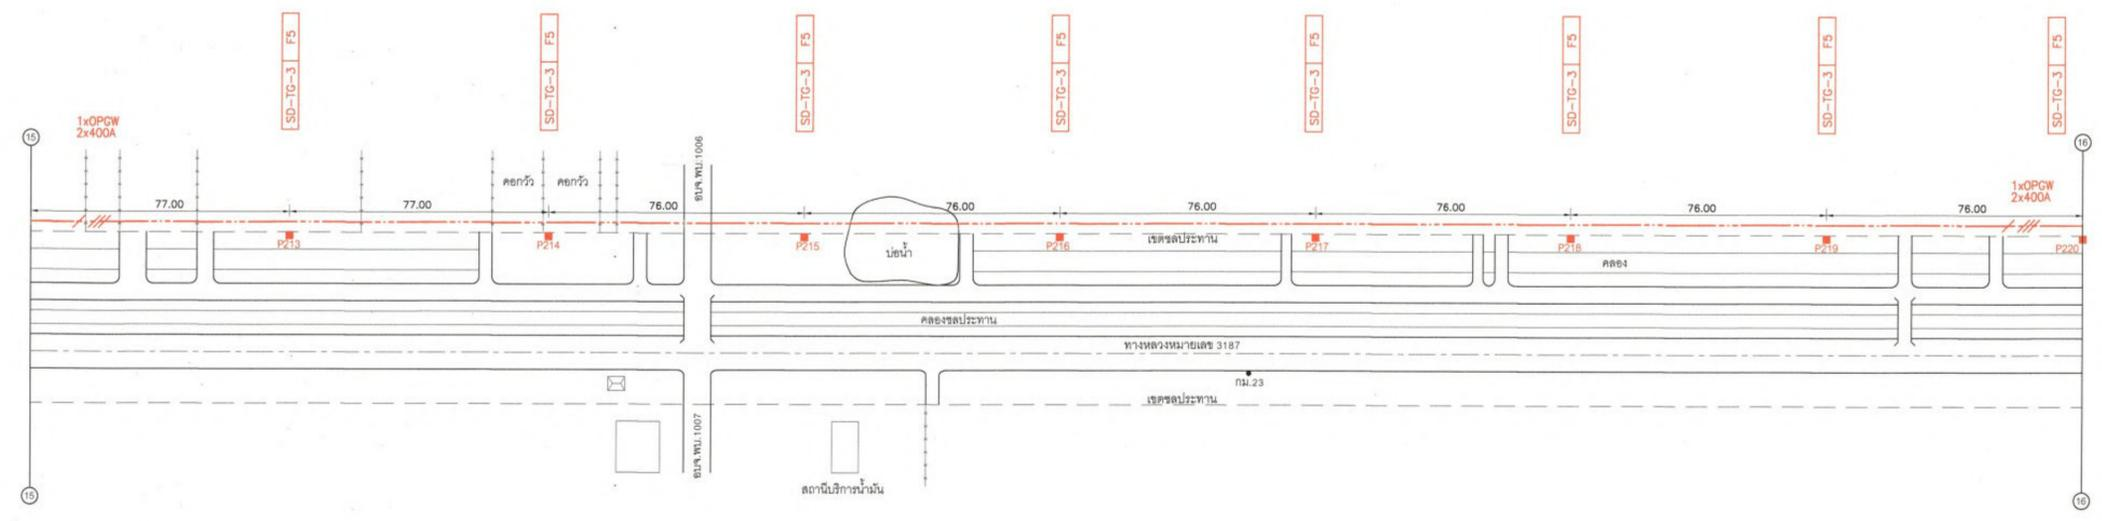 F5
SD-TG-3
F5
SD-TG-3
F5
SD-TG-3
F5
SD-TG-3
F5
SD-TG-3
F5
SD-TG-3
F5
SD-TG-3
F5
SD-TG-3
1xOPGW
2x400A
15
16
อบจ.พบ.1006
คอกวัว
คอกวัว
1xOPGW
2x400A
77.00
77.00
76.00
76.00
76.00
76.00
76.00
76.00
P213
P214
P215
P216
P217
P218
P219
P220
เขตชลประทาน
บ่อน้ำ
คลอง
คลองชลประทาน
ทางหลวงหมายเลข 3187
กม.23
เขตชลประทาน
อบจ.พบ.1007
สถานีบริการน้ำมัน
15
16